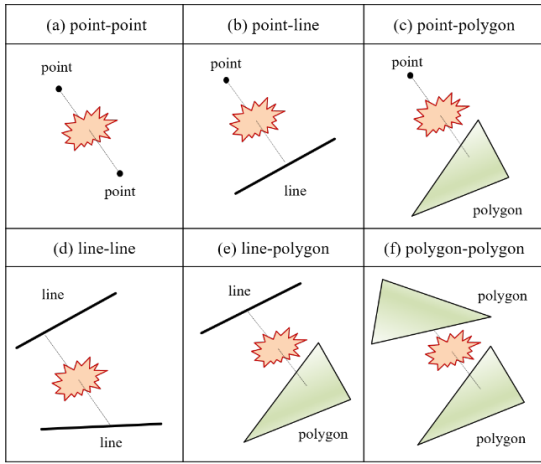 (a) point-point
(b) point-line
(c) point-polygon
point
point
point
line
point
polygon
(d) line-line
(e) line-polygon
(f) polygon-polygon
line
line
line
polygon
polygon
polygon